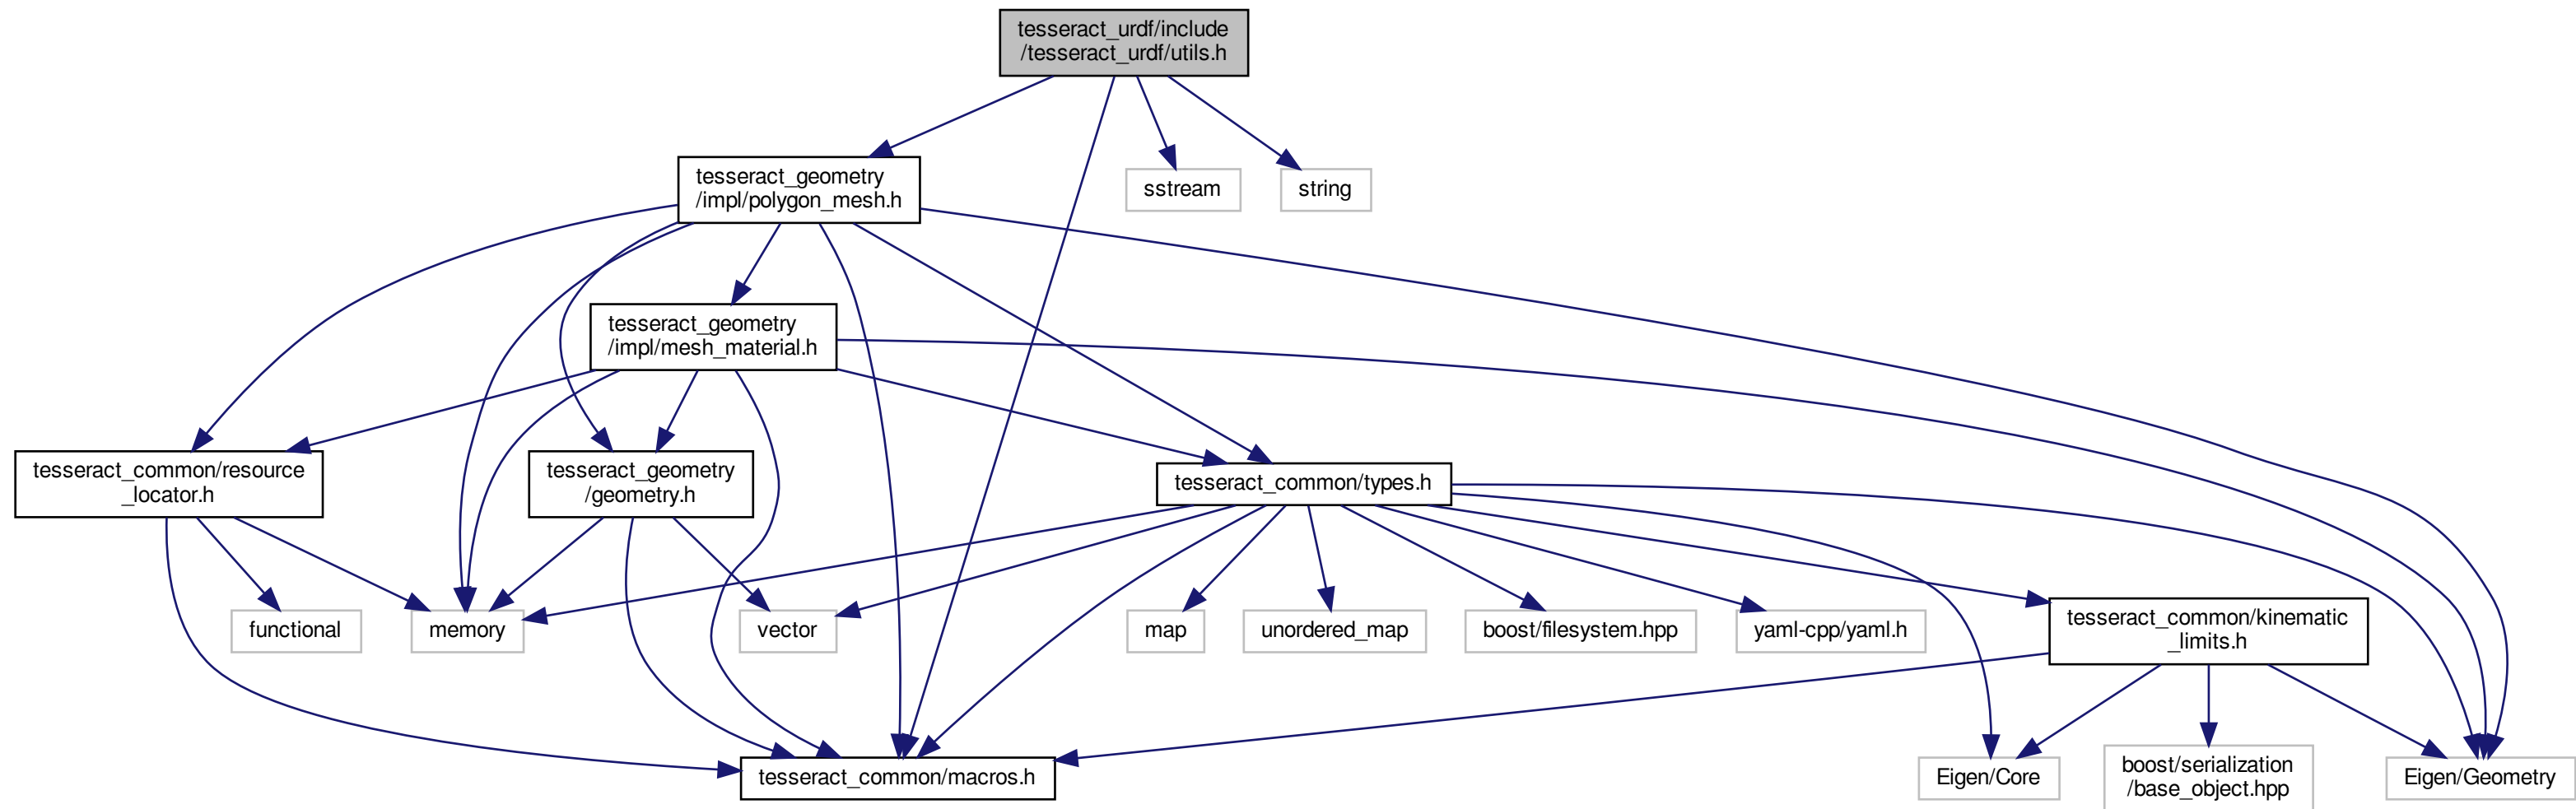 tesseract_urdf/include
/tesseract_urdf/utils.h
tesseract_geometry
/impl/polygon_mesh.h
sstream
string
tesseract_geometry
/impl/mesh_material.h
tesseract_common/resource
_locator.h
tesseract_geometry
/geometry.h
tesseract_common/types.h
functional
memory
vector
map
unordered_map
boost/filesystem.hpp
yaml-cpp/yaml.h
tesseract_common/kinematic
_limits.h
tesseract_common/macros.h
Eigen/Core
boost/serialization
/base_object.hpp
Eigen/Geometry